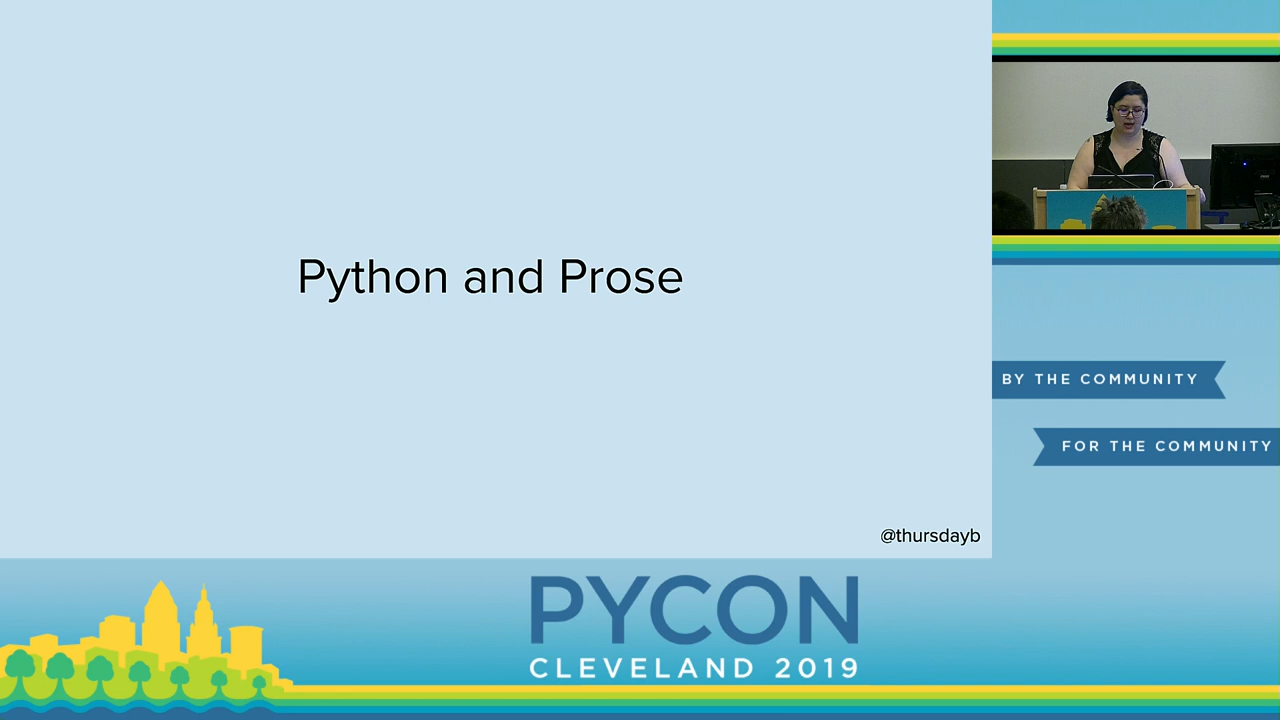 Python and Prose
@thursdayb
BY THE COMMUNITY
FOR THE COMMUNITY
PYCON
CLEVELAND 2019